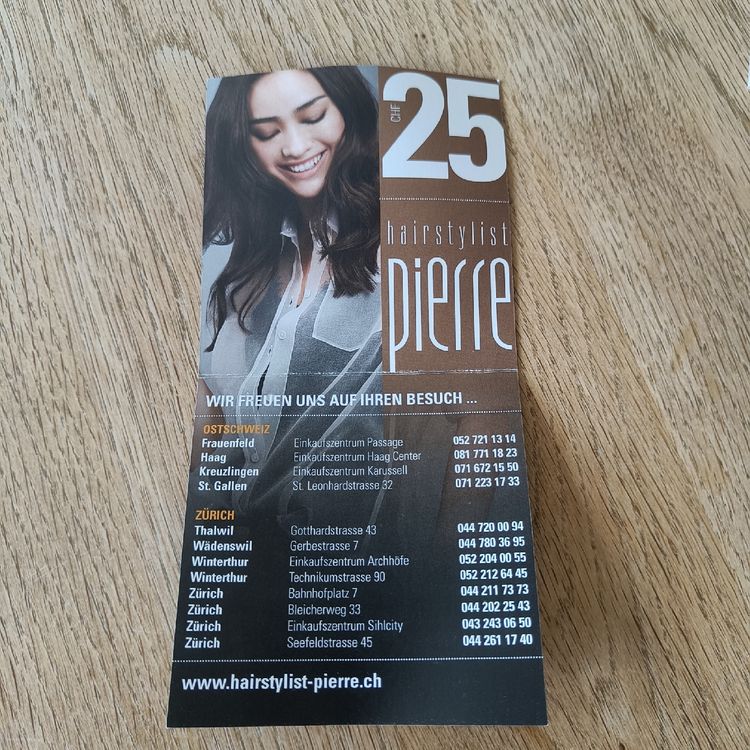 CHF 25
hairstylist
pierre
WIR FREUEN UNS AUF IHREN BESUCH ...
OSTSCHWEIZ
Frauenfeld Einkaufszentrum Passage 052 721 13 14
Haag Einkaufszentrum Haag Center 081 771 18 23
Kreuzlingen Einkaufszentrum Karussell 071 672 15 50
St. Gallen St. Leonhardstrasse 32 071 223 17 33
ZÜRICH
Thalwil Gotthardstrasse 43 044 720 00 94
Wädenswil Gerbestrasse 7 044 780 36 95
Winterthur Einkaufszentrum Archhöfe 052 204 00 55
Winterthur Technikumstrasse 90 052 212 64 45
Zürich Bahnhofplatz 7 044 211 73 73
Zürich Bleicherweg 33 044 202 25 43
Zürich Einkaufszentrum Sihlcity 043 243 06 50
Zürich Seefeldstrasse 45 044 261 17 40
www.hairstylist-pierre.ch